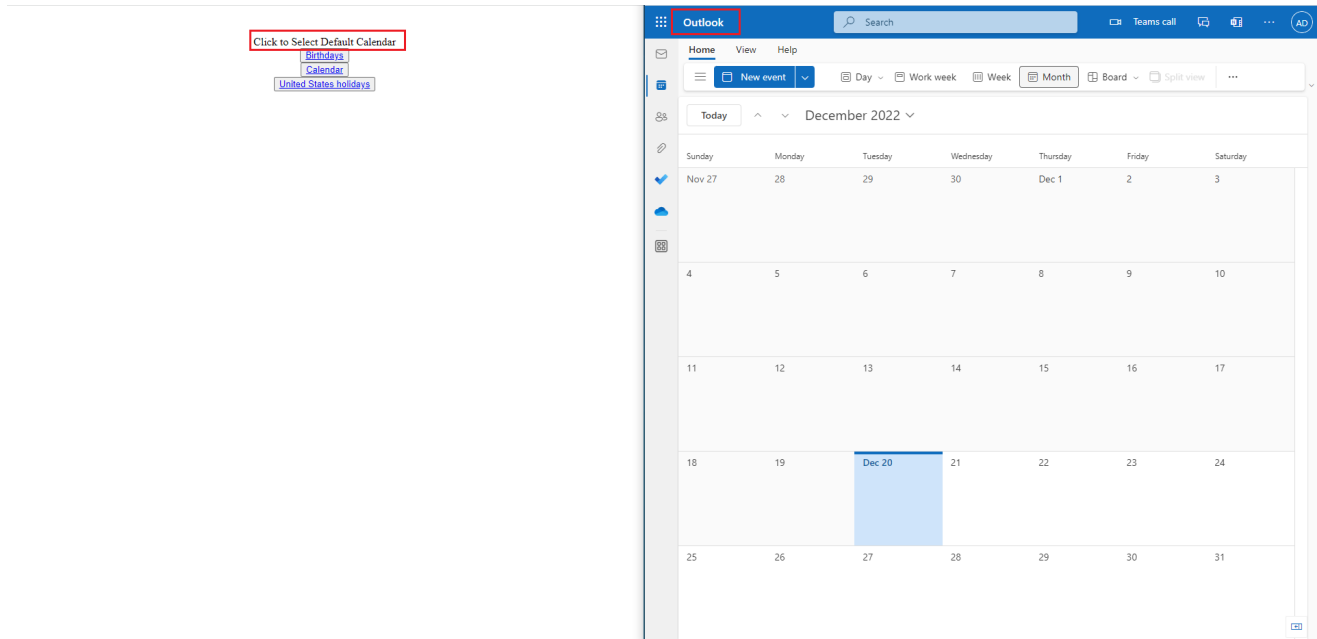 Click to Select Default Calendar
Birthdays
Calendar
United States holidays
Outlook
Search
Teams call
AD
Home View Help
New event Day Work week Week Month Board Split view
Today December 2022
Sunday Monday Tuesday Wednesday Thursday Friday Saturday
Nov 27 28 29 30 Dec 1 2 3
4 5 6 7 8 9 10
11 12 13 14 15 16 17
18 19 Dec 20 21 22 23 24
25 26 27 28 29 30 31